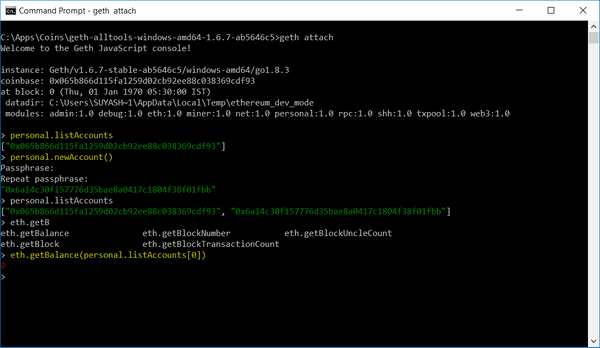 Command Prompt - geth attach
C:\Apps\Coins\geth-alltools-windows-amd64-1.6.7-ab5646c5>geth attach
Welcome to the Geth JavaScript console!
instance: Geth/v1.6.7-stable-ab5646c5/windows-amd64/go1.8.3
coinbase: 0x065b866d115fa1259d02cb92ee88c038369cdf93
at block: 0 (Thu, 01 Jan 1970 05:30:00 IST)
datadir: C:\Users\SUYASH~1\AppData\Local\Temp\ethereum_dev_mode
modules: admin:1.0 debug:1.0 eth:1.0 miner:1.0 net:1.0 personal:1.0 rpc:1.0 shh:1.0 txpool:1.0 web3:1.0
> personal.listAccounts
["0x065b866d115fa1259d02cb92ee88c038369cdf93"]
> personal.newAccount()
Passphrase:
Repeat passphrase:
"0x6a14c30f157776d35bae8a0417c1804f38f01fbb"
> personal.listAccounts
["0x065b866d115fa1259d02cb92ee88c038369cdf93", "0x6a14c30f157776d35bae8a0417c1804f38f01fbb"]
> eth.getB
eth.getBalance eth.getBlockNumber eth.getBlockUncleCount
eth.getBlock eth.getBlockTransactionCount
> eth.getBalance(personal.listAccounts[0])
0
>